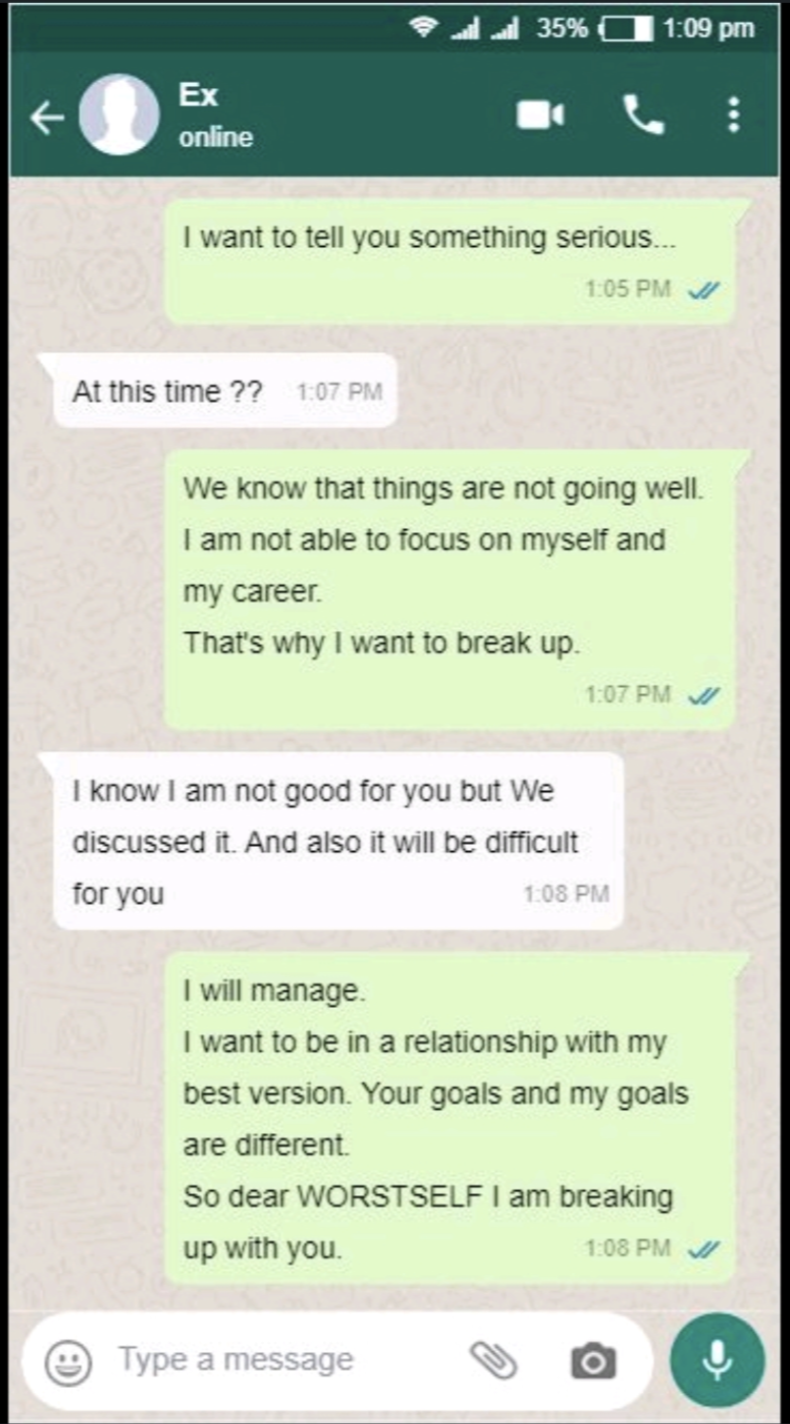 35% 1:09 pm
Ex
online
I want to tell you something serious...
1:05 PM
At this time ?? 1:07 PM
We know that things are not going well.
I am not able to focus on myself and
my career.
That's why I want to break up.
1:07 PM
I know I am not good for you but We
discussed it. And also it will be difficult
for you 1:08 PM
I will manage.
I want to be in a relationship with my
best version. Your goals and my goals
are different.
So dear WORSTSELF I am breaking
up with you. 1:08 PM
Type a message